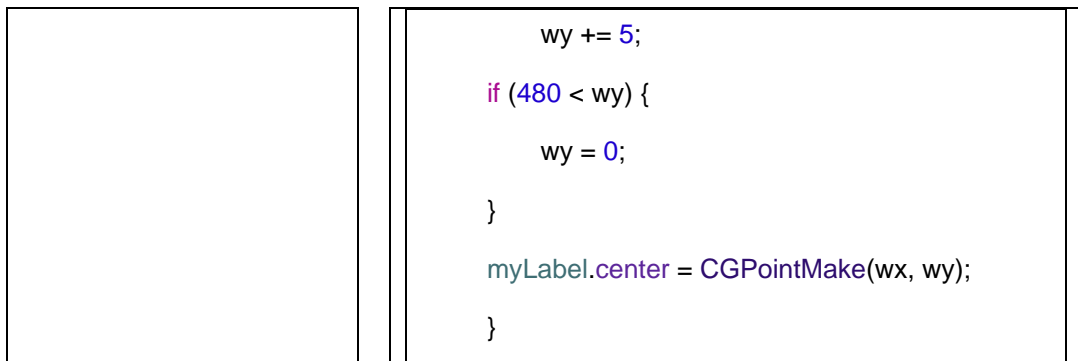 wy += 5;
if (480 < wy) {
wy = 0;
}
myLabel.center = CGPointMake(wx, wy);
}